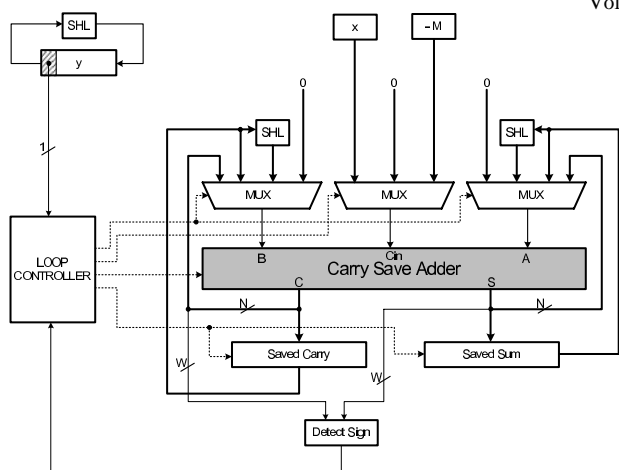 Vol
SHL
x
- M
y
0
0
0
SHL
SHL
1
MUX
MUX
MUX
LOOP
CONTROLLER
B
Cin
A
Carry Save Adder
C
S
N
N
Saved Carry
Saved Sum
W
W
Detect Sign